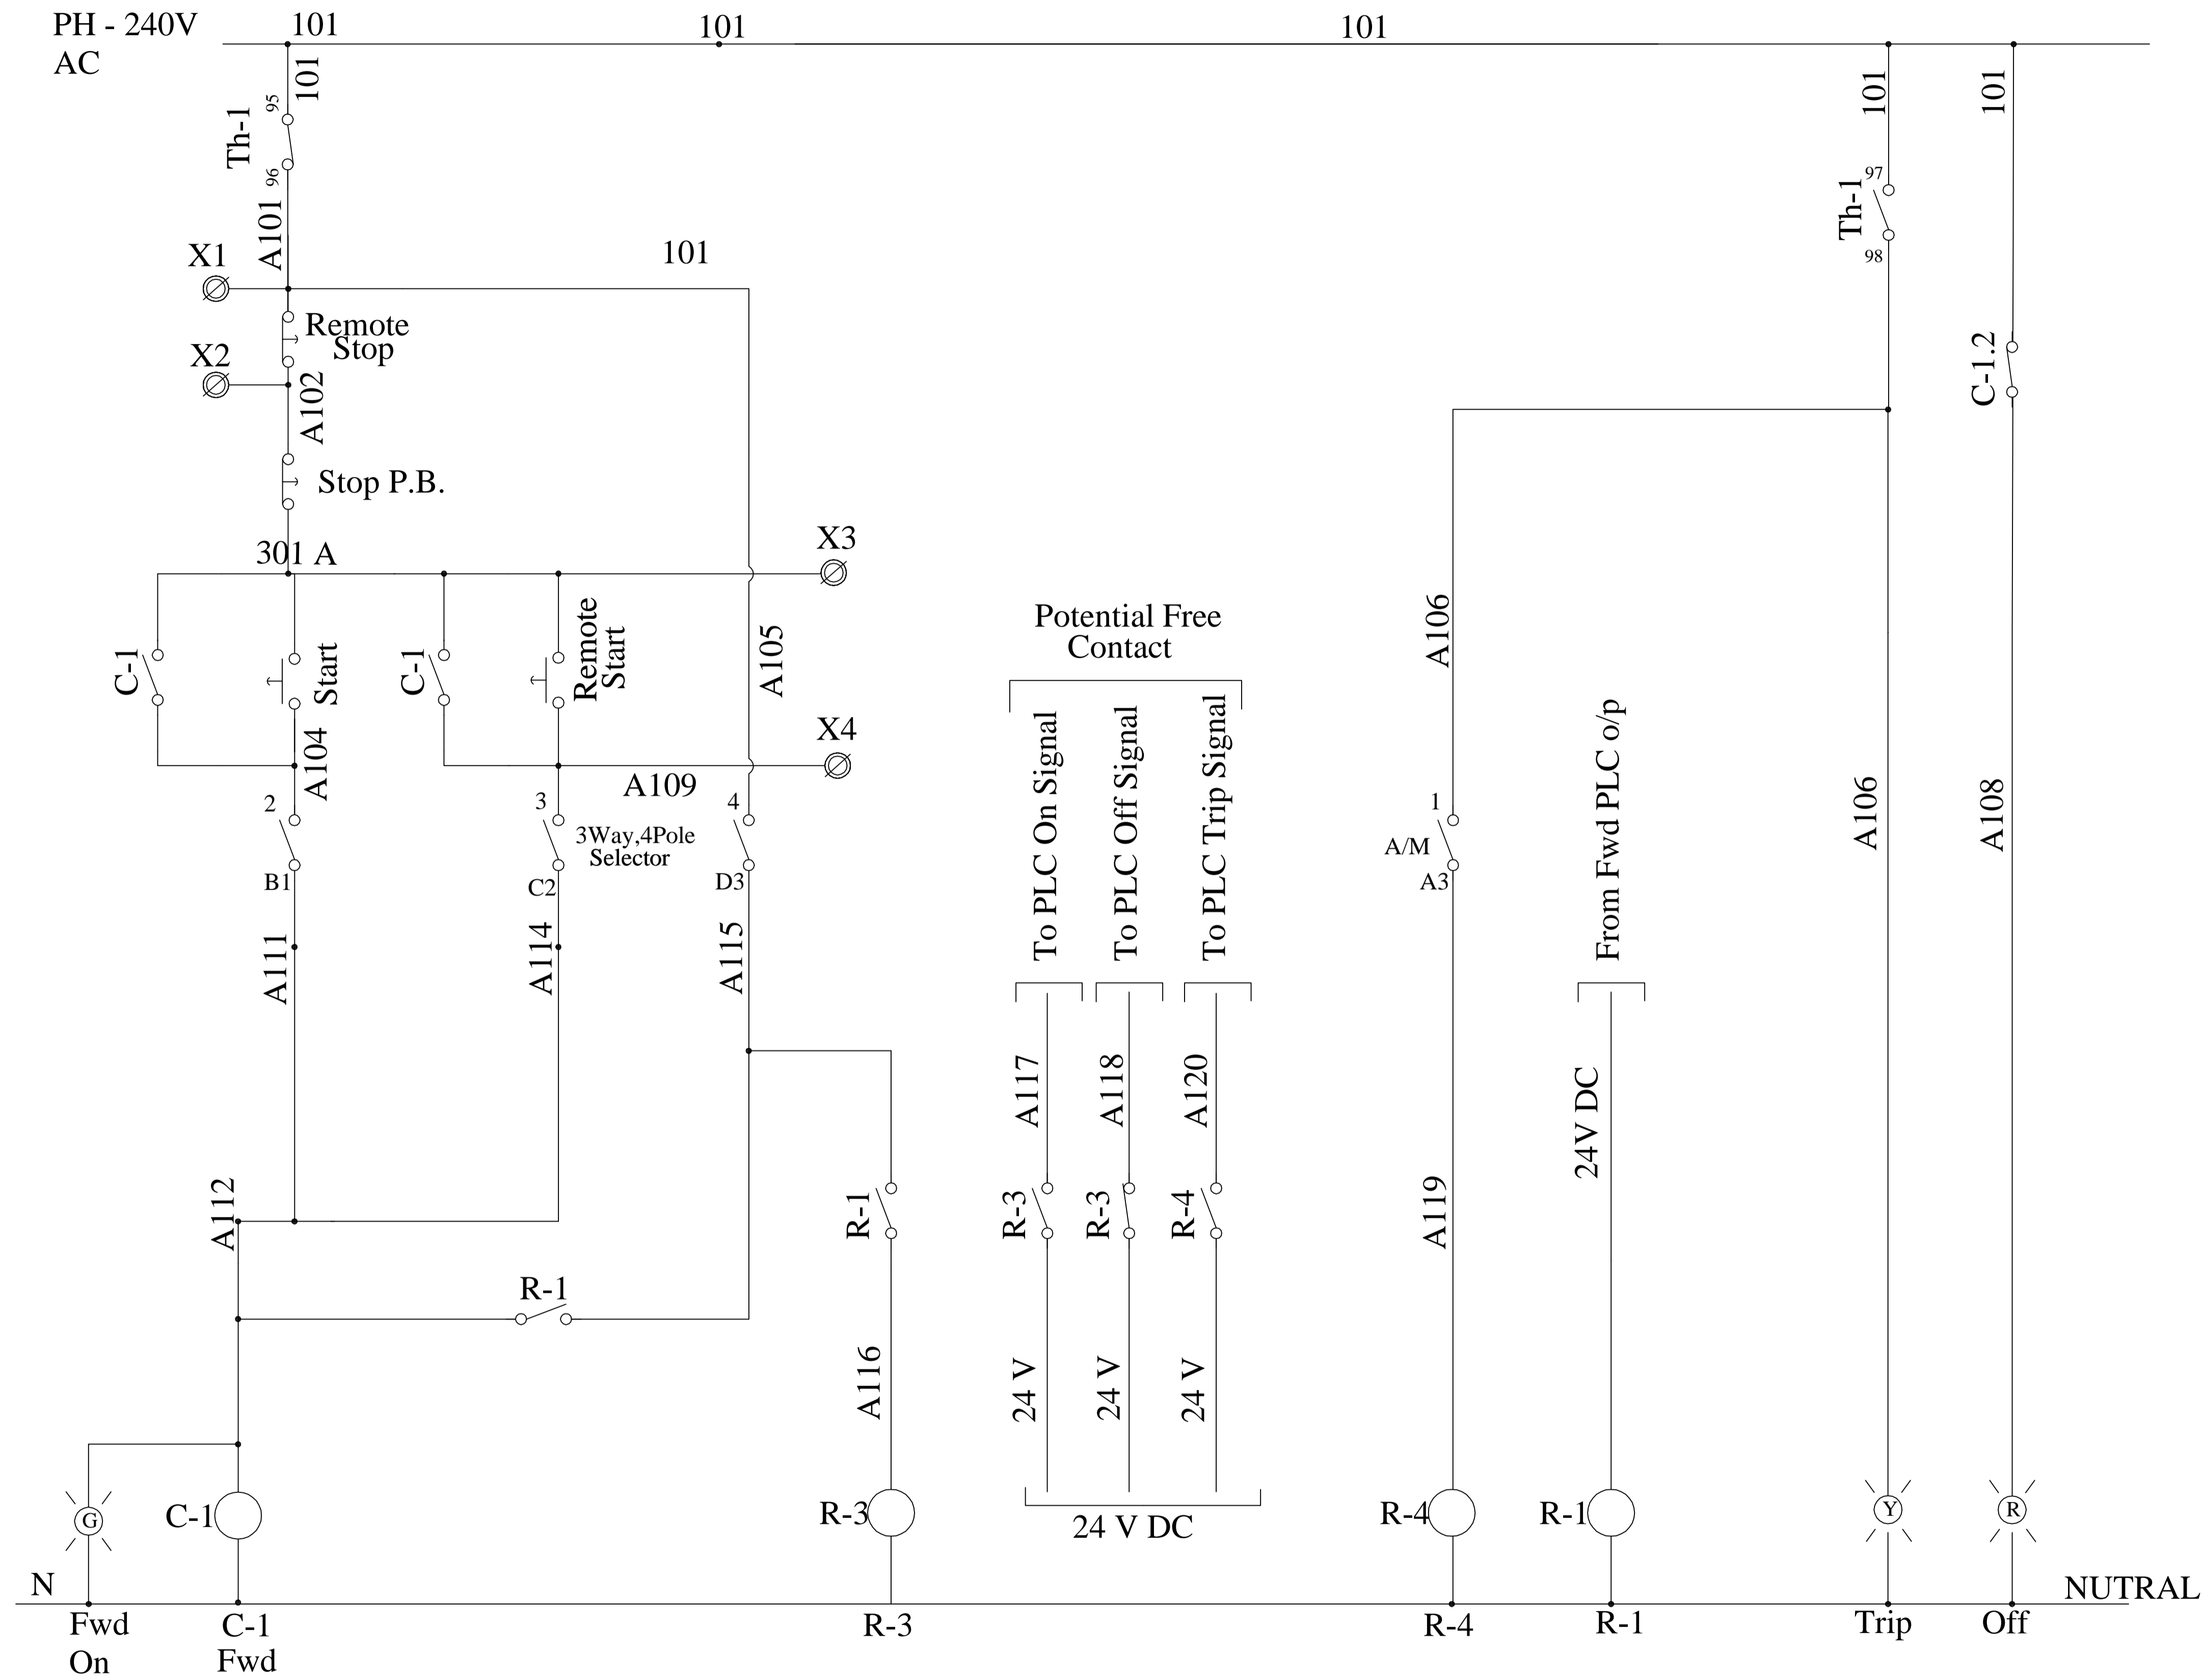 PH - 240V
AC
101
101
101
101
95
Th-1
96
A101
X1
101
Remote
Stop
X2
A102
Stop P.B.
301 A
X3
C-1
Start
C-1
Remote
Start
A105
X4
A104
A109
2
3
4
3Way,4Pole
Selector
B1
C2
D3
A111
A114
A115
A112
R-1
R-1
A116
G
C-1
R-3
Potential Free
Contact
To PLC On Signal
To PLC Off Signal
To PLC Trip Signal
A117
A118
A120
R-3
R-3
R-4
24 V
24 V
24 V
24 V DC
A106
1
A/M
A3
A119
R-4
From Fwd PLC o/p
24V DC
R-1
101
97
Th-1
98
A106
Y
101
C-1.2
A108
R
N
NUTRAL
Fwd
On
C-1
Fwd
R-3
R-4
R-1
Trip
Off